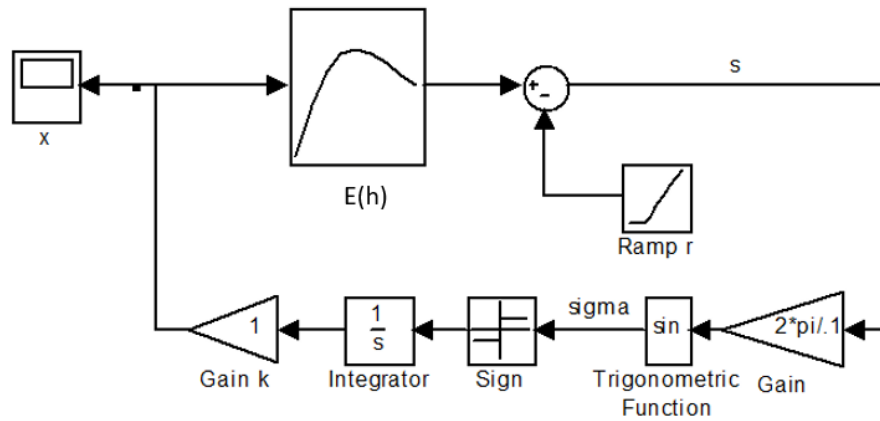 s
x
E(h)
+
-
Ramp r
1
1
s
sigma
sin
2*pi/.1
Gain k
Integrator
Sign
Trigonometric
Function
Gain